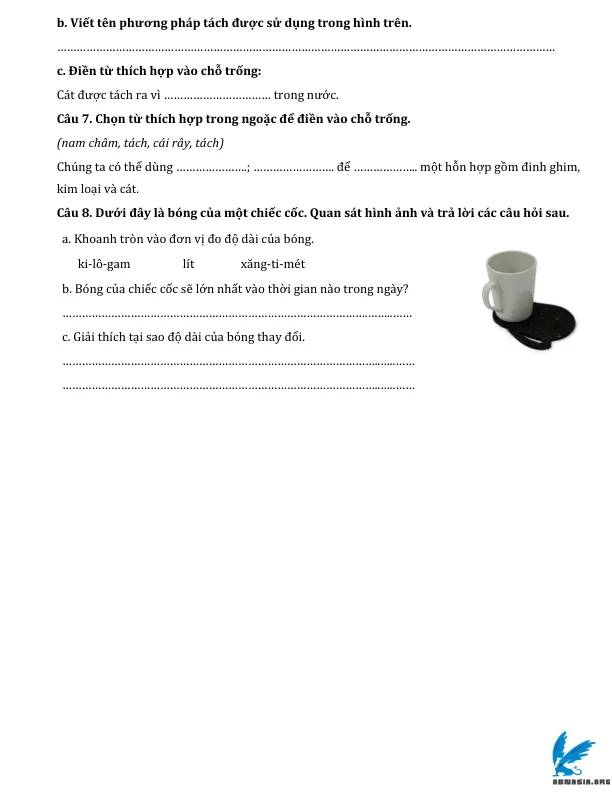 b. Viết tên phương pháp tách được sử dụng trong hình trên.
………………………………………………………………………………………………………………………………………
c. Điền từ thích hợp vào chỗ trống:
Cát được tách ra vì …………………………… trong nước.
Câu 7. Chọn từ thích hợp trong ngoặc để điền vào chỗ trống.
(nam châm, tách, cái rây, tách)
Chúng ta có thể dùng ………………….; ……………………. để ……………….. một hỗn hợp gồm đinh ghim,
kim loại và cát.
Câu 8. Dưới đây là bóng của một chiếc cốc. Quan sát hình ảnh và trả lời các câu hỏi sau.
a. Khoanh tròn vào đơn vị đo độ dài của bóng.
ki-lô-gam lít xăng-ti-mét
b. Bóng của chiếc cốc sẽ lớn nhất vào thời gian nào trong ngày?
……………………………………………………………………………….……..……
c. Giải thích tại sao độ dài của bóng thay đổi.
…………………………………………………………………………………..…..……
…………………………………………………………………………………..…..……
ABNASIA.ORG